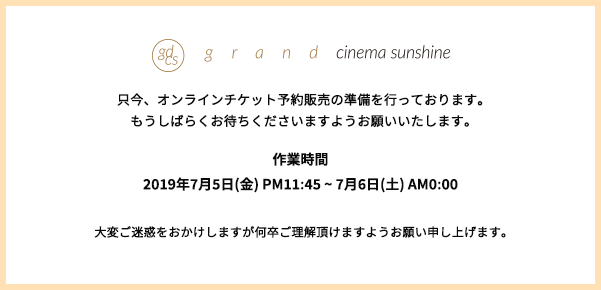 gdcs grand cinema sunshine
只今、オンラインチケット予約販売の準備を行っております。
もうしばらくお待ちくださいますようお願いいたします。
作業時間
2019年7月5日(金) PM11:45 ~ 7月6日(土) AM0:00
大変ご迷惑をおかけしますが何卒ご理解頂けますようお願い申し上げます。